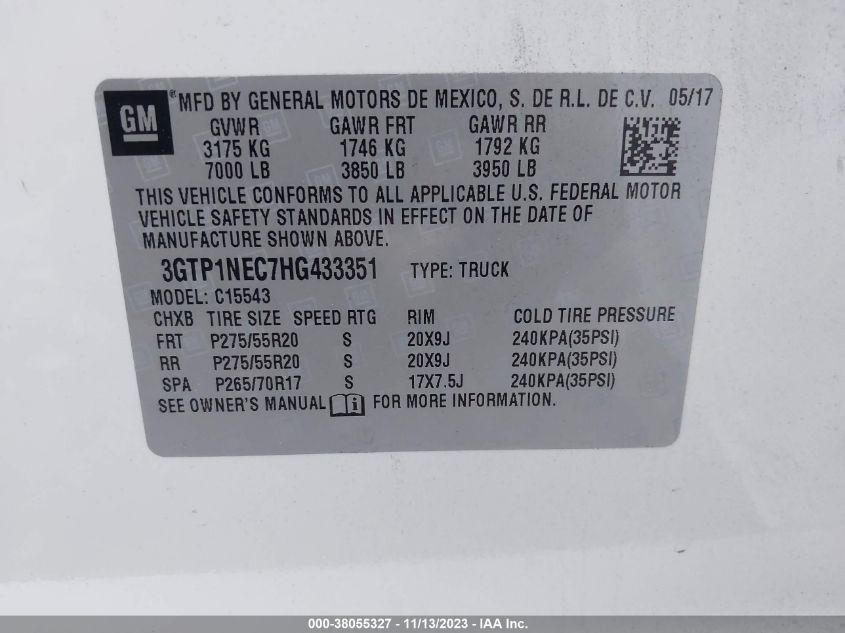 GM
® MFD BY GENERAL MOTORS DE MEXICO, S. DE R.L. DE C.V. 05/17
GVWR GAWR FRT GAWR RR
3175 KG 1746 KG 1792 KG
7000 LB 3850 LB 3950 LB
THIS VEHICLE CONFORMS TO ALL APPLICABLE U.S. FEDERAL MOTOR
VEHICLE SAFETY STANDARDS IN EFFECT ON THE DATE OF
MANUFACTURE SHOWN ABOVE.
3GTP1NEC7HG433351 TYPE: TRUCK
MODEL: C15543
CHXB TIRE SIZE SPEED RTG RIM COLD TIRE PRESSURE
FRT P275/55R20 S 20X9J 240KPA(35PSI)
RR P275/55R20 S 20X9J 240KPA(35PSI)
SPA P265/70R17 S 17X7.5J 240KPA(35PSI)
SEE OWNER'S MANUAL FOR MORE INFORMATION.
000-38055327 - 11/13/2023 - IAA Inc.